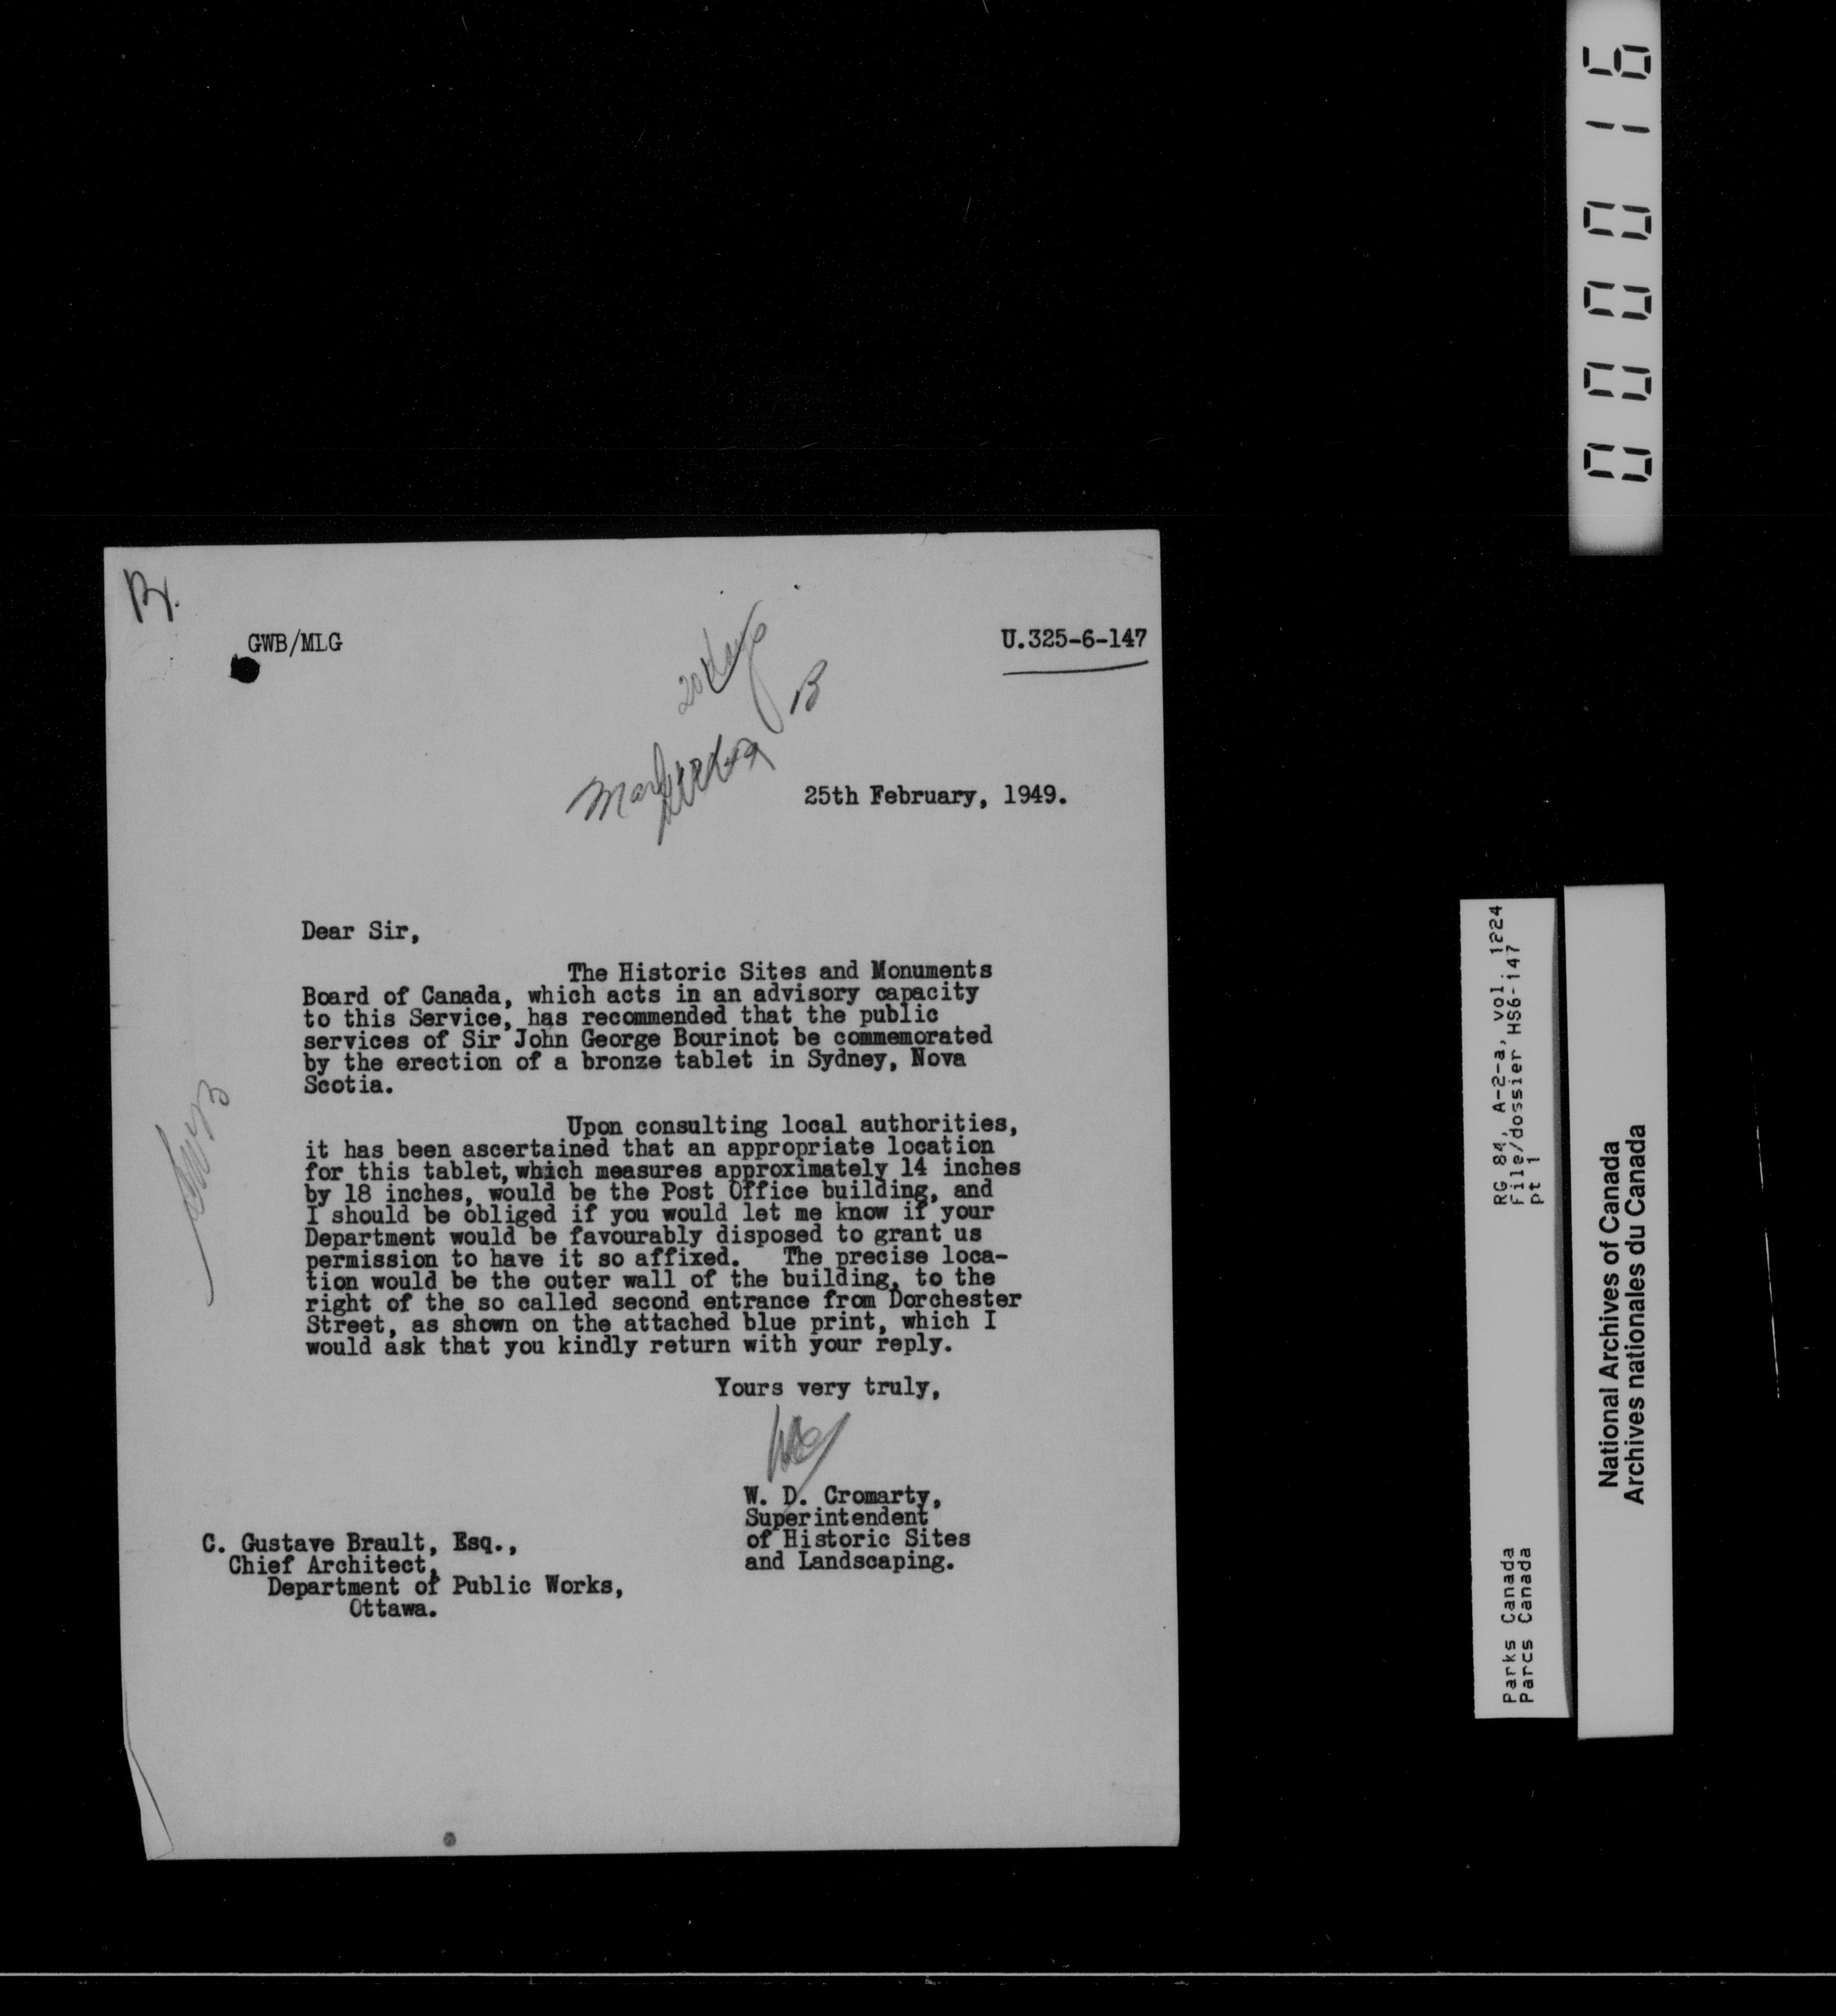 GWB/MLG
U.325-6-147
20 days
B
25th February, 1949.
Dear Sir,
The Historic Sites and Monuments
Board of Canada, which acts in an advisory capacity
to this Service, has recommended that the public
services of Sir John George Bourinot be commemorated
by the erection of a bronze tablet in Sydney, Nova
Scotia.
Upon consulting local authorities,
it has been ascertained that an appropriate location
for this tablet, which measures approximately 14 inches
by 18 inches, would be the Post Office building, and
I should be obliged if you would let me know if your
Department would be favourably disposed to grant us
permission to have it so affixed. The precise loca-
tion would be the outer wall of the building, to the
right of the so called second entrance from Dorchester
Street, as shown on the attached blue print, which I
would ask that you kindly return with your reply.
Yours very truly,
W. D. Cromarty,
Superintendent
of Historic Sites
and Landscaping.
C. Gustave Brault, Esq.,
Chief Architect,
Department of Public Works,
Ottawa.
000016
RG 84, A-2-a, vol. 1224
File/dossier HS6-147
pt 1
Parks Canada
Parcs Canada
National Archives of Canada
Archives nationales du Canada